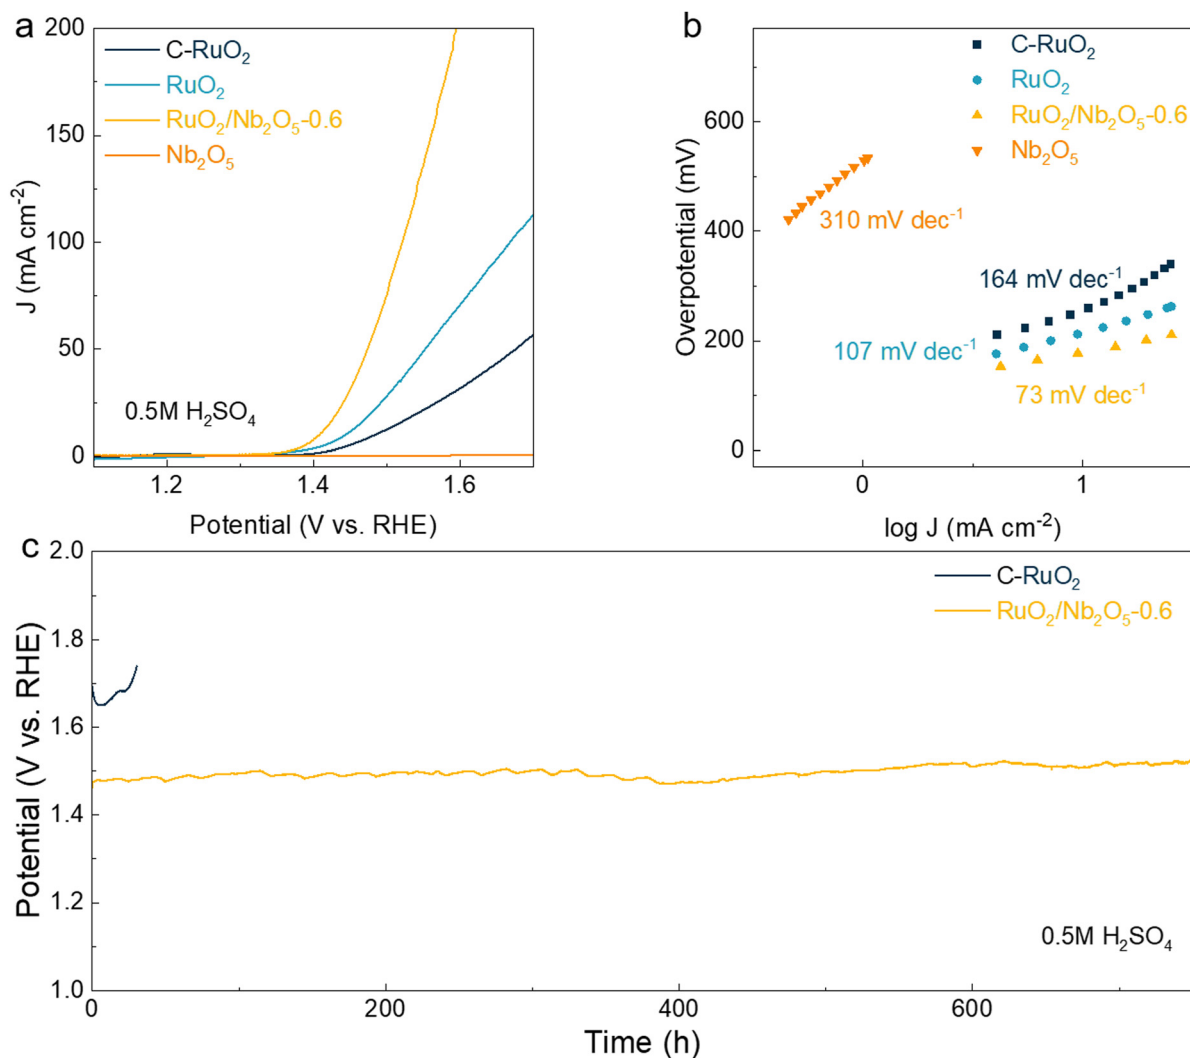 a
200
150
100
50
0
J (mA cm⁻²)
C-RuO₂
RuO₂
RuO₂/Nb₂O₅-0.6
Nb₂O₅
0.5M H₂SO₄
1.2
1.4
1.6
Potential (V vs. RHE)
b
600
400
200
0
Overpotential (mV)
C-RuO₂
RuO₂
RuO₂/Nb₂O₅-0.6
Nb₂O₅
310 mV dec⁻¹
164 mV dec⁻¹
107 mV dec⁻¹
73 mV dec⁻¹
0
1
log J (mA cm⁻²)
c
2.0
1.8
1.6
1.4
1.2
1.0
Potential (V vs. RHE)
C-RuO₂
RuO₂/Nb₂O₅-0.6
0.5M H₂SO₄
0
200
400
600
Time (h)